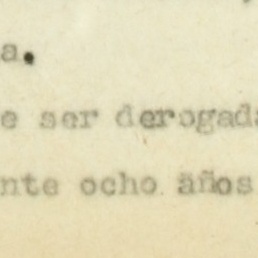 a.
e ser derogada
nte ocho años